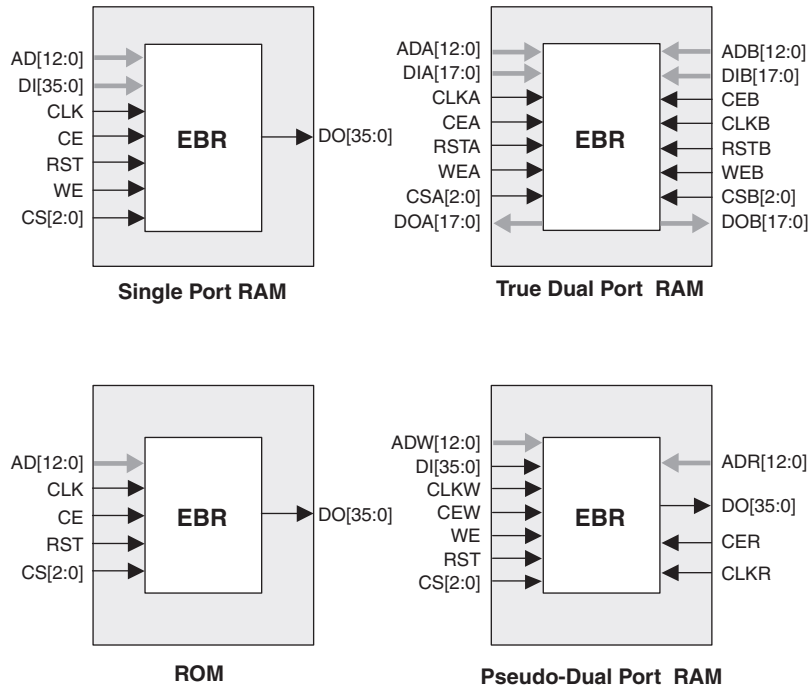 AD[12:0]
DI[35:0]
CLK
CE
RST
WE
CS[2:0]
EBR
DO[35:0]
Single Port RAM
ADA[12:0]
DIA[17:0]
CLKA
CEA
RSTA
WEA
CSA[2:0]
DOA[17:0]
EBR
ADB[12:0]
DIB[17:0]
CEB
CLKB
RSTB
WEB
CSB[2:0]
DOB[17:0]
True Dual Port RAM
AD[12:0]
CLK
CE
RST
CS[2:0]
EBR
DO[35:0]
ROM
ADW[12:0]
DI[35:0]
CLKW
CEW
WE
RST
CS[2:0]
EBR
ADR[12:0]
DO[35:0]
CER
CLKR
Pseudo-Dual Port RAM